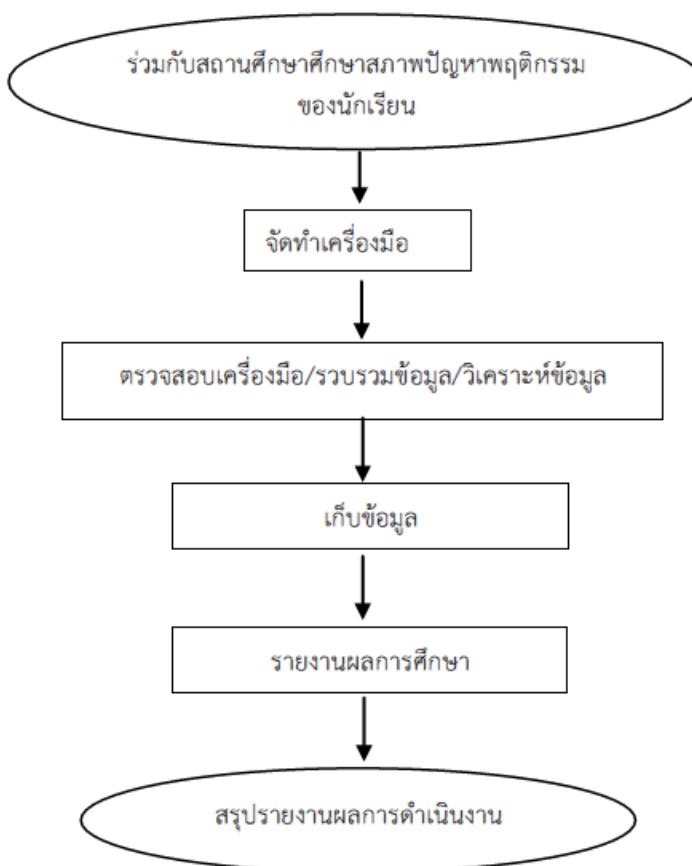 ร่วมกับสถานศึกษาศึกษาสภาพปัญหาพฤติกรรม
ของนักเรียน
จัดทำเครื่องมือ
ตรวจสอบเครื่องมือ/รวบรวมข้อมูล/วิเคราะห์ข้อมูล
เก็บข้อมูล
รายงานผลการศึกษา
สรุปรายงานผลการดำเนินงาน